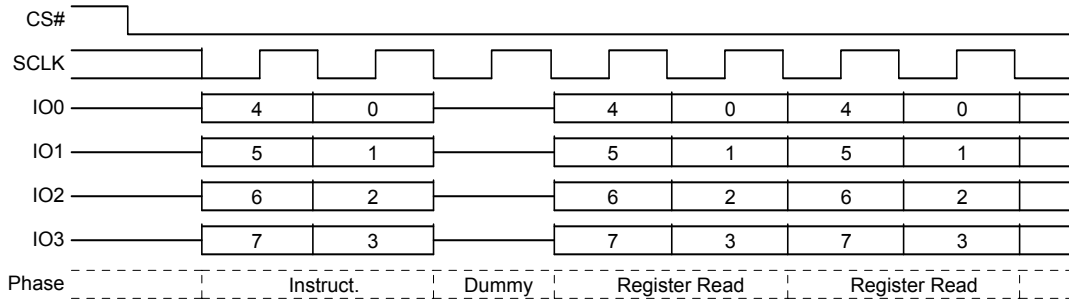 CS#
SCLK
IO0 4 0 4 0 4 0
IO1 5 1 5 1 5 1
IO2 6 2 6 2 6 2
IO3 7 3 7 3 7 3
Phase Instruct. Dummy Register Read Register Read